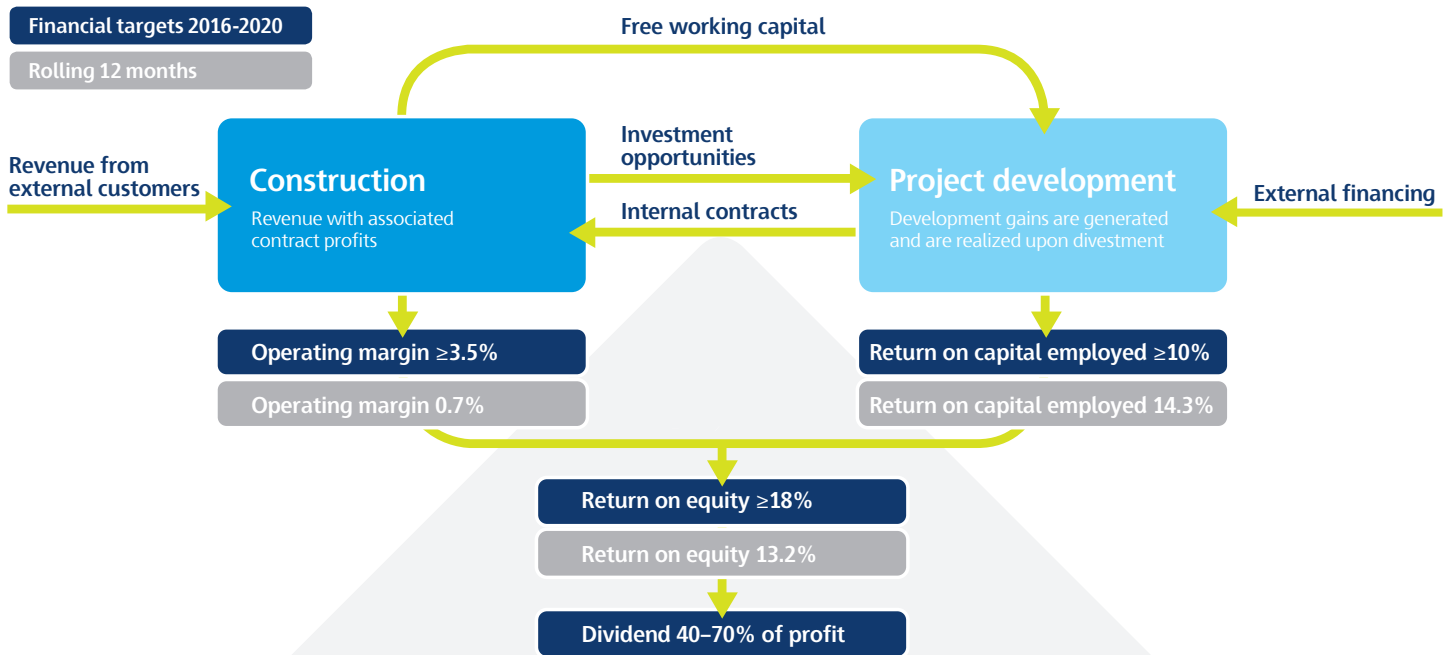 Financial targets 2016-2020
Rolling 12 months
Free working capital
Revenue from
external customers
Construction
Revenue with associated
contract profits
Investment
opportunities
Internal contracts
Project development
Development gains are generated
and are realized upon divestment
External financing
Operating margin ≥3.5%
Operating margin 0.7%
Return on capital employed ≥10%
Return on capital employed 14.3%
Return on equity ≥18%
Return on equity 13.2%
Dividend 40–70% of profit